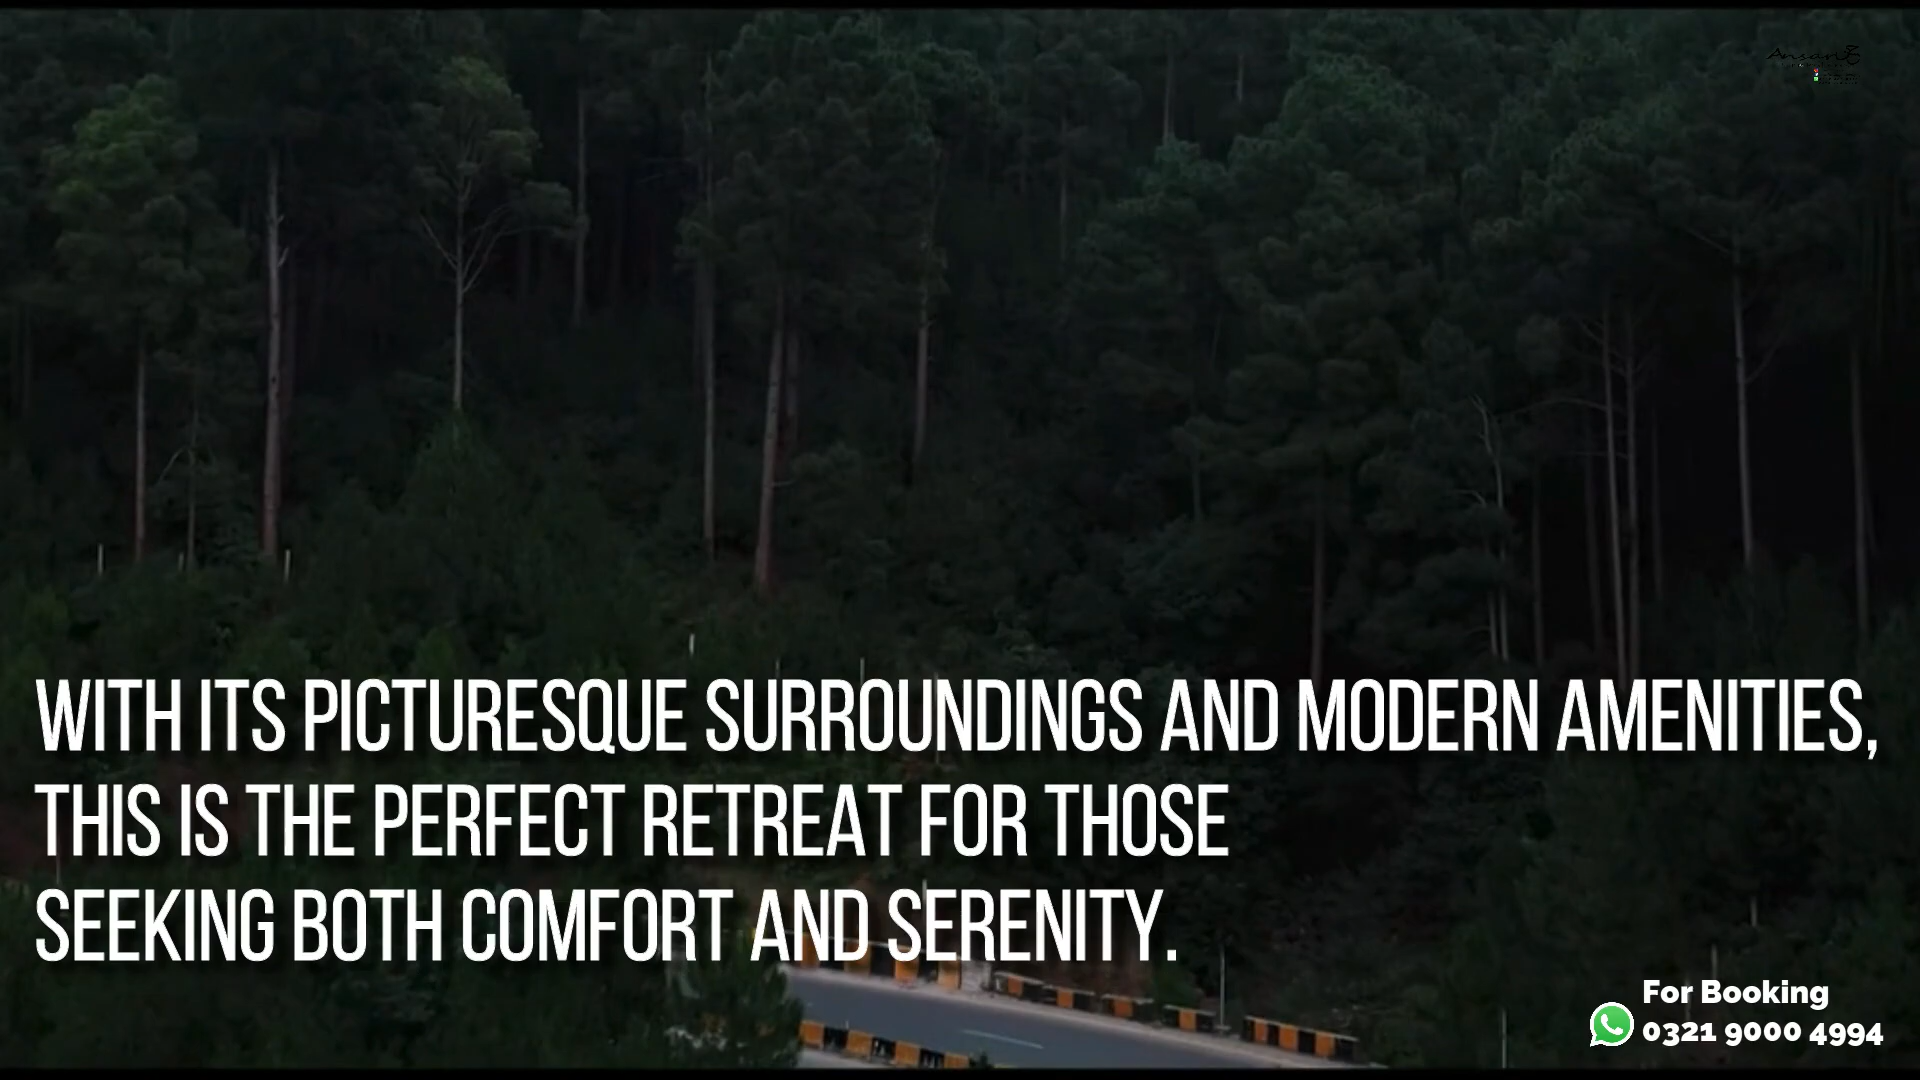 WITH ITS PICTURESQUE SURROUNDINGS AND MODERN AMENITIES,
THIS IS THE PERFECT RETREAT FOR THOSE
SEEKING BOTH COMFORT AND SERENITY.
For Booking
0321 9000 4994